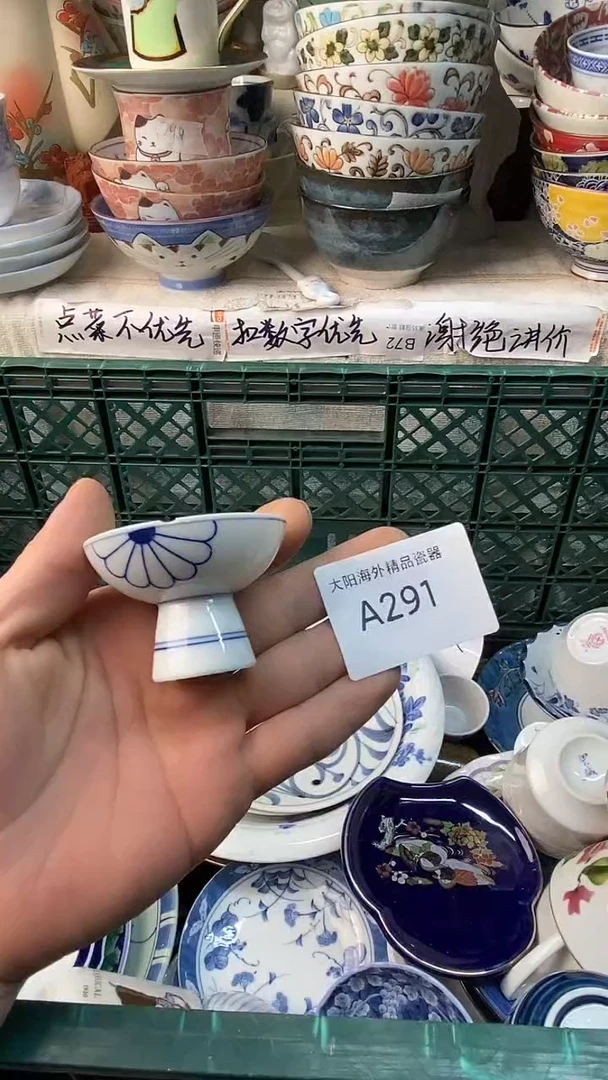 点菜不优先
扣数字优先
B72
谢绝讲价
大阳海外精品瓷器
A291